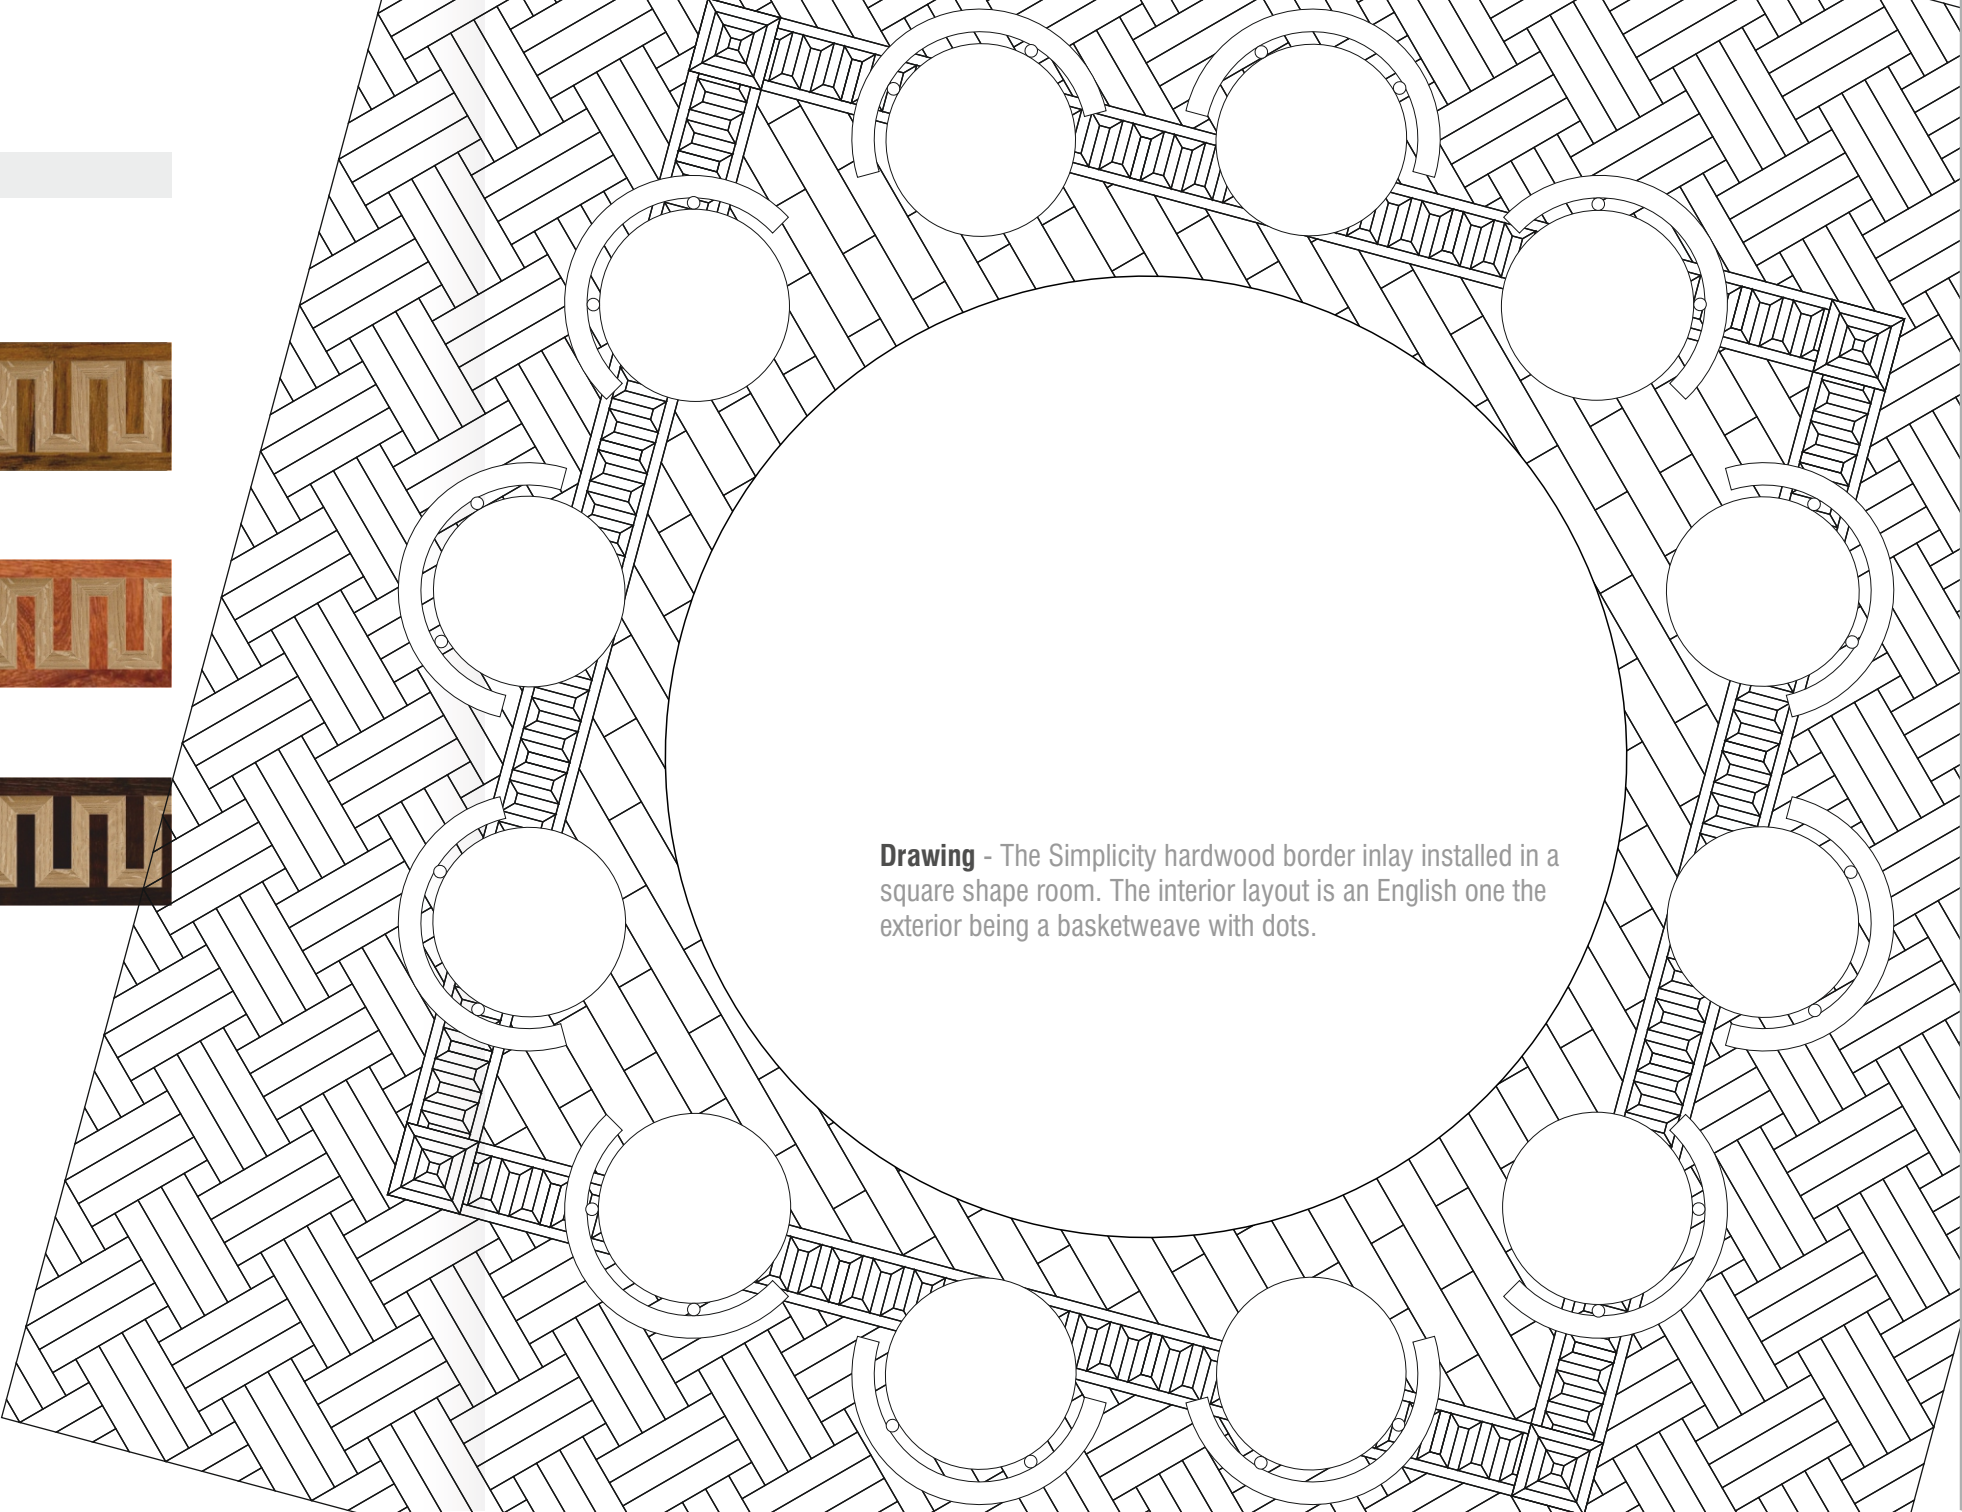 Drawing - The Simplicity hardwood border inlay installed in a
square shape room. The interior layout is an English one the
exterior being a basketweave with dots.